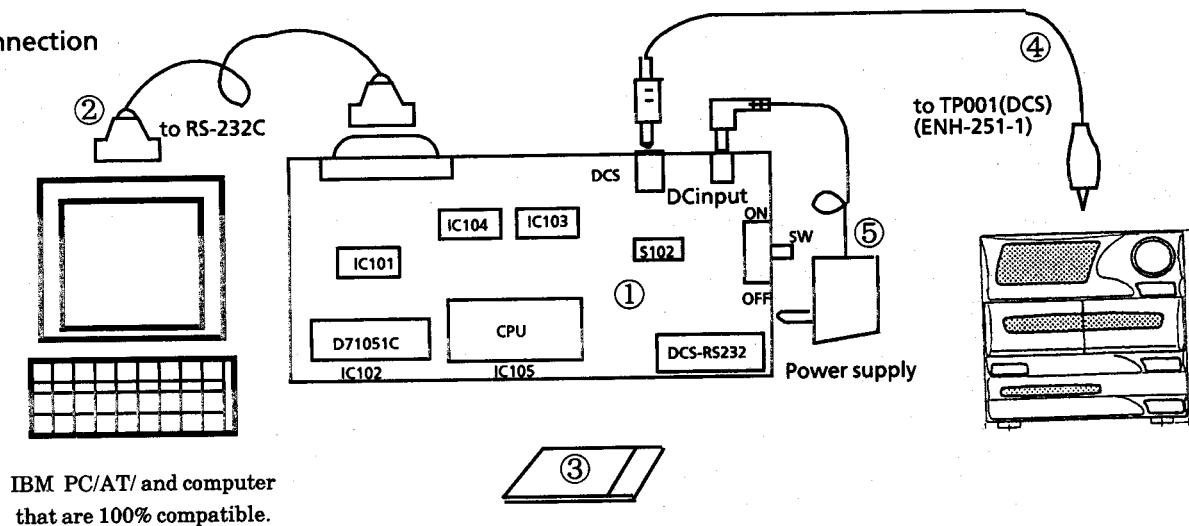 nnection
②
to RS-232C
④
to TP001(DCS)
(ENH-251-1)
DCS
DCinput
ON
SW
⑤
IC104
IC103
IC101
S102
①
OFF
D71051C
CPU
DCS-RS232
IC102
IC105
Power supply
③
IBM PC/AT/ and computer
that are 100% compatible.